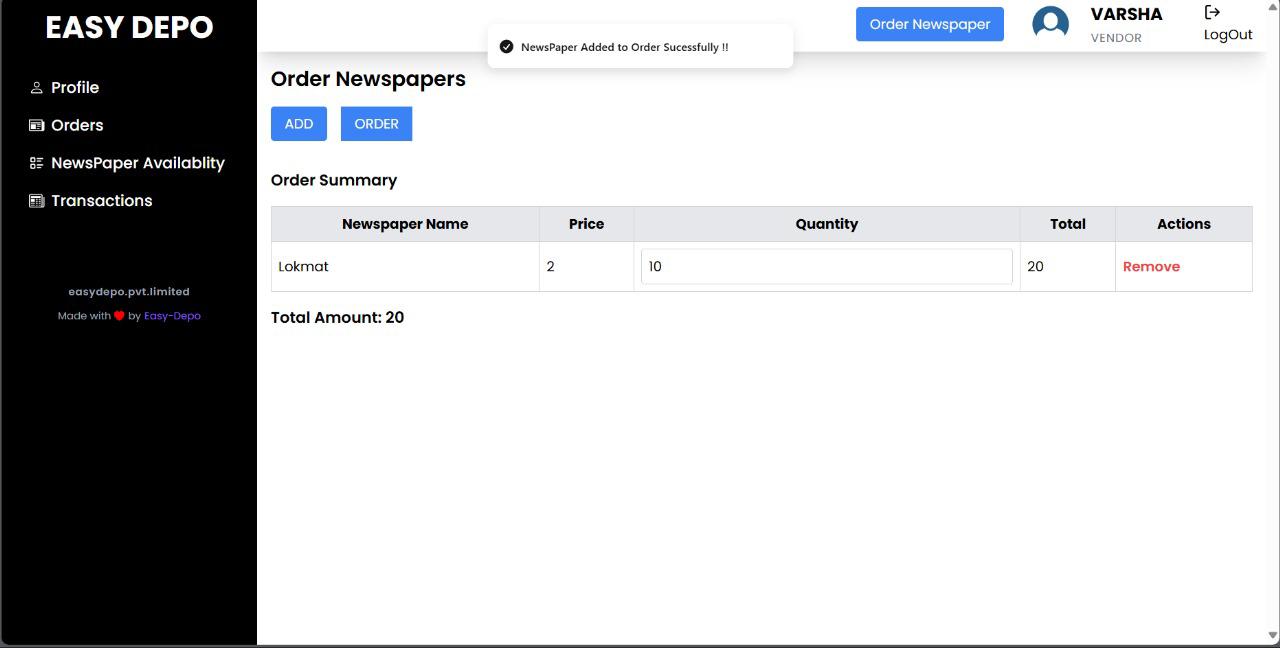 EASY DEPO
Profile
Orders
NewsPaper Availablity
Transactions
easydepo.pvt.limited
Made with ❤ by Easy-Depo
NewsPaper Added to Order Sucessfully !!
Order Newspaper
VARSHA
VENDOR
LogOut
Order Newspapers
ADD ORDER
Order Summary
Newspaper Name Price Quantity Total Actions
Lokmat 2 10 20 Remove
Total Amount: 20